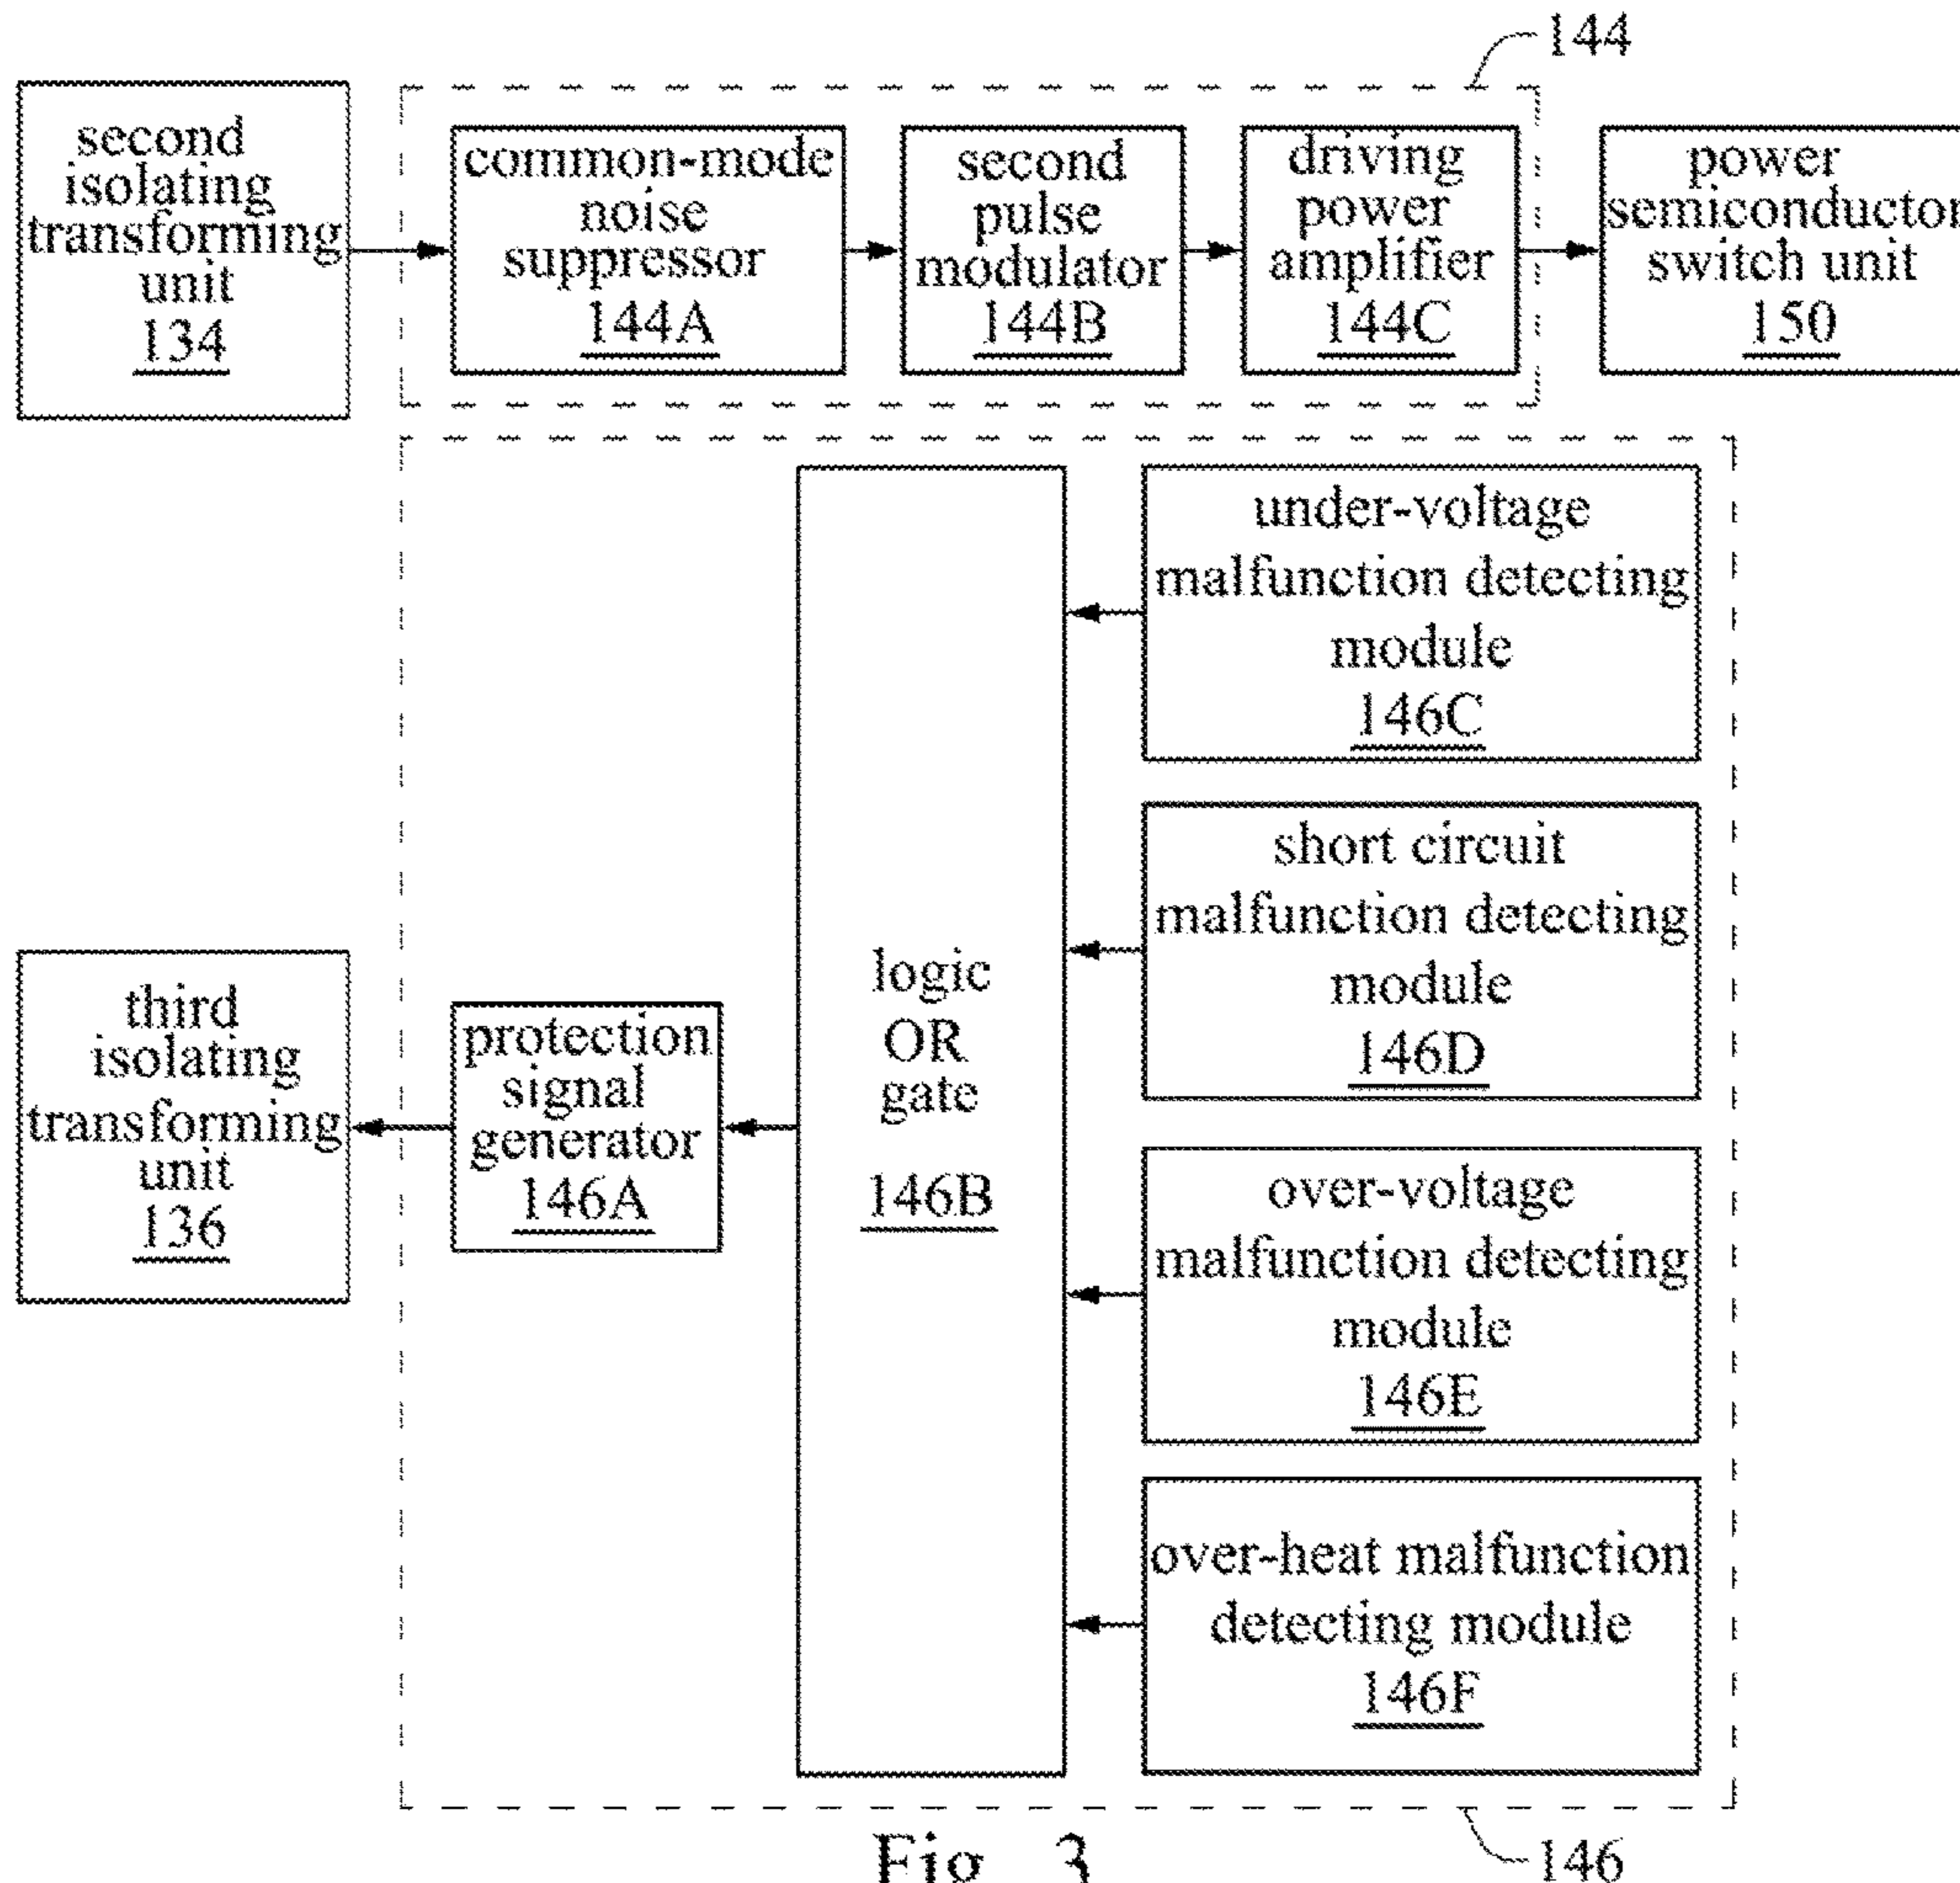 144
second
isolating
transforming
unit
134
common-mode
noise
suppressor
144A
second
pulse
modulator
144B
driving
power
amplifier
144C
power
semiconductor
switch unit
150
under-voltage
malfunction detecting
module
146C
short circuit
malfunction detecting
module
146D
third
isolating
transforming
unit
136
protection
signal
generator
146A
logic
OR
gate
146B
over-voltage
malfunction detecting
module
146E
over-heat malfunction
detecting module
146F
Fig. 3
146